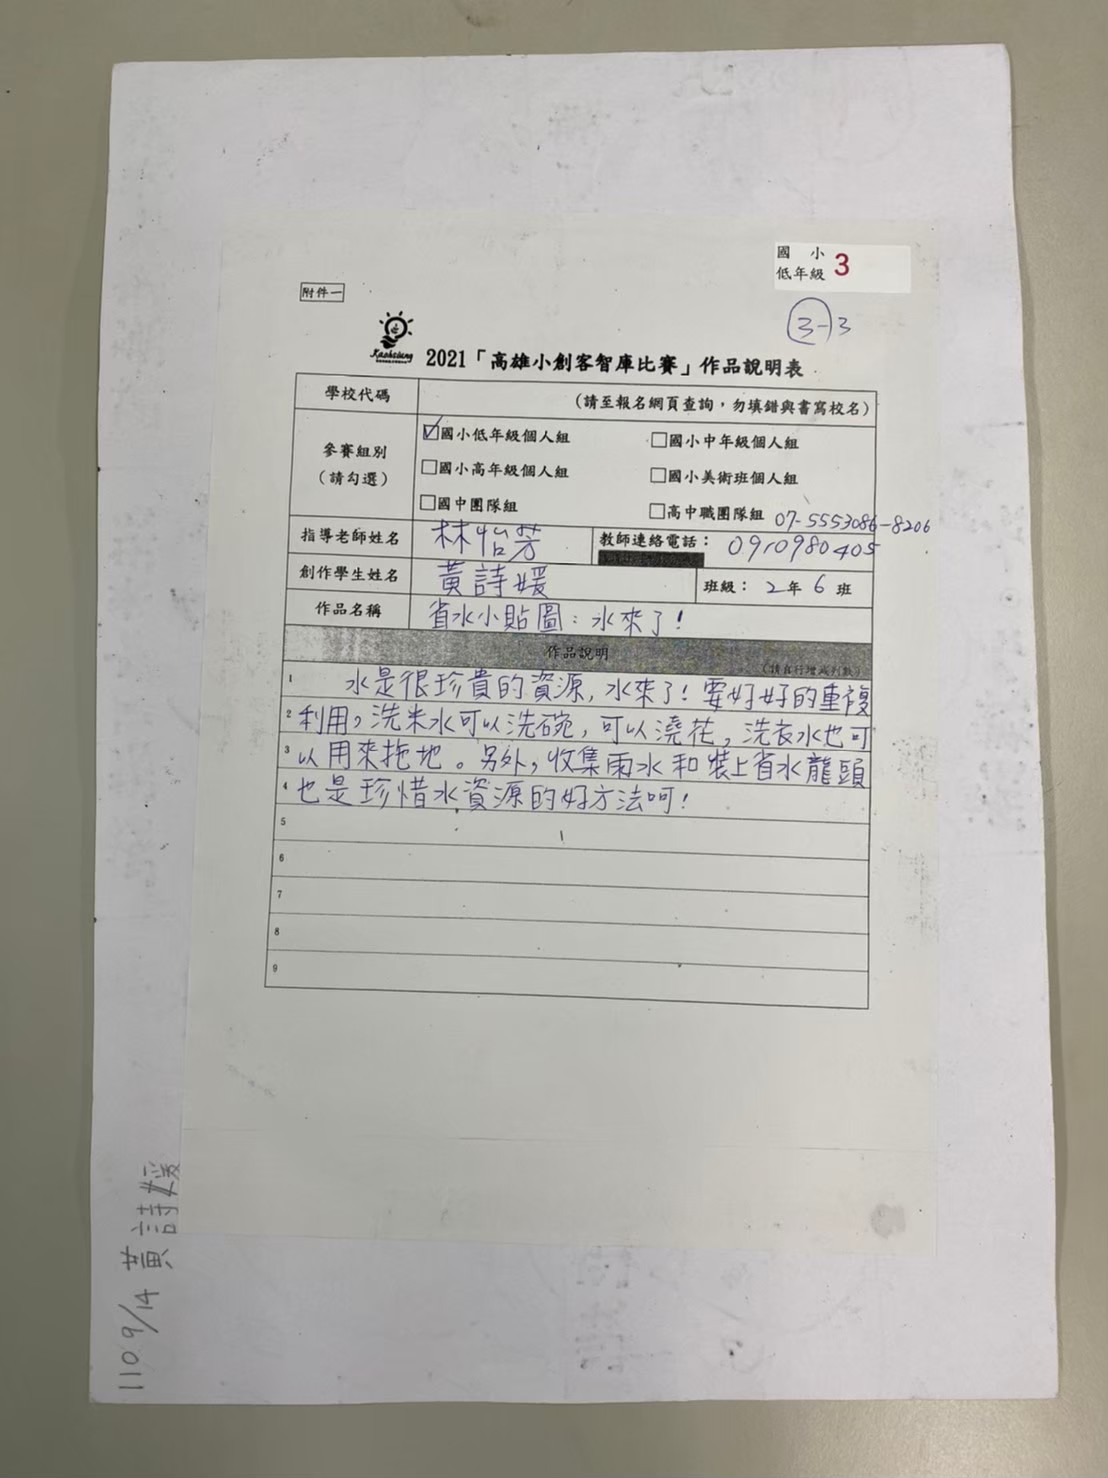 國小
低年級 3
附件一
3-3
Kaohsiung
2021「高雄小創客智庫比賽」作品說明表
學校代碼 (請至報名網頁查詢，勿填錯與書寫校名)
參賽組別
(請勾選)
☑國小低年級個人組 □國小中年級個人組
□國小高年級個人組 □國小美術班個人組
□國中團隊組 □高中職團隊組 07-5553086-8206
指導老師姓名 林怡芳 教師連絡電話： 0910980405
創作學生姓名 黃詩媛 班級： 2年 6班
作品名稱 省水小貼圖：水來了!
作品說明
(請自行增減列數)
1 水是很珍貴的資源, 水來了! 要好好的重複
2 利用, 洗米水可以洗碗, 可以澆花, 洗衣水也可
3 以用來拖地。另外, 收集雨水和裝上省水龍頭
4 也是珍惜水資源的好方法呵!
5
6
7
8
9
110 9/14 黃詩媛